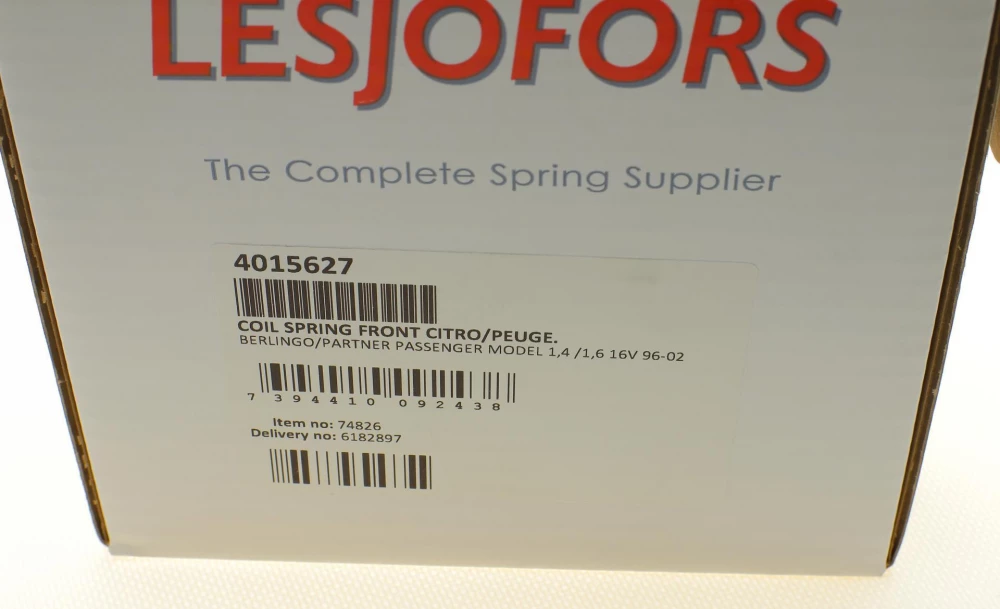 LESJOFORS
The Complete Spring Supplier
4015627
COIL SPRING FRONT CITRO/PEUGE.
BERLINGO/PARTNER PASSENGER MODEL 1,4 /1,6 16V 96-02
7 394410 092438
Item no: 74826
Delivery no: 6182897